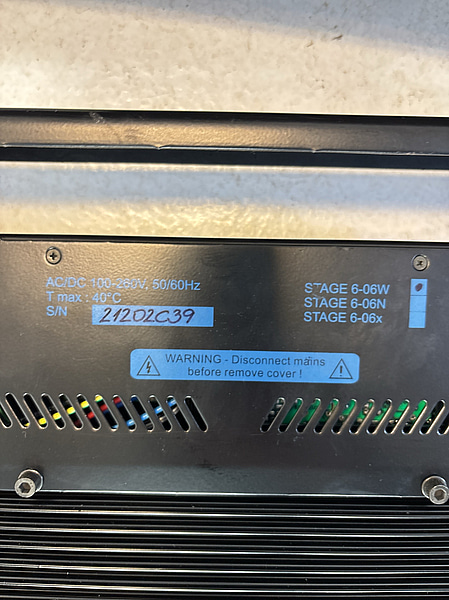 AC/DC 100-260V, 50/60Hz
T max : 40°C
S/N 21202C39
STAGE 6-06W
STAGE 6-06N
STAGE 6-06x
WARNING - Disconnect mains
before remove cover !